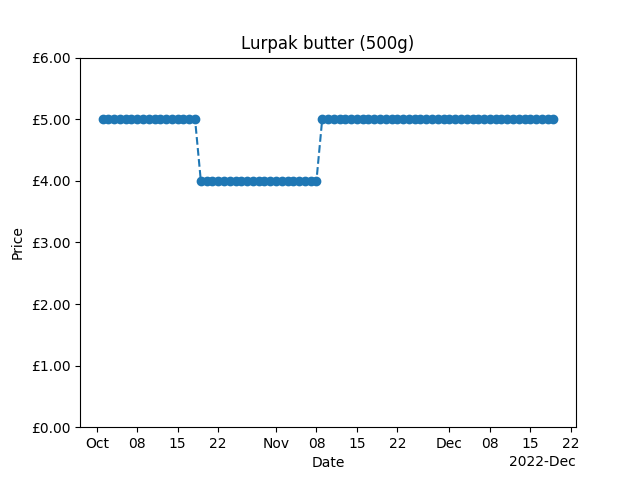 Lurpak butter (500g)
£6.00
£5.00
£4.00
£3.00
£2.00
£1.00
£0.00
Price
Oct 08 15 22 Nov 08 15 22 Dec 08 15 22
Date
2022-Dec